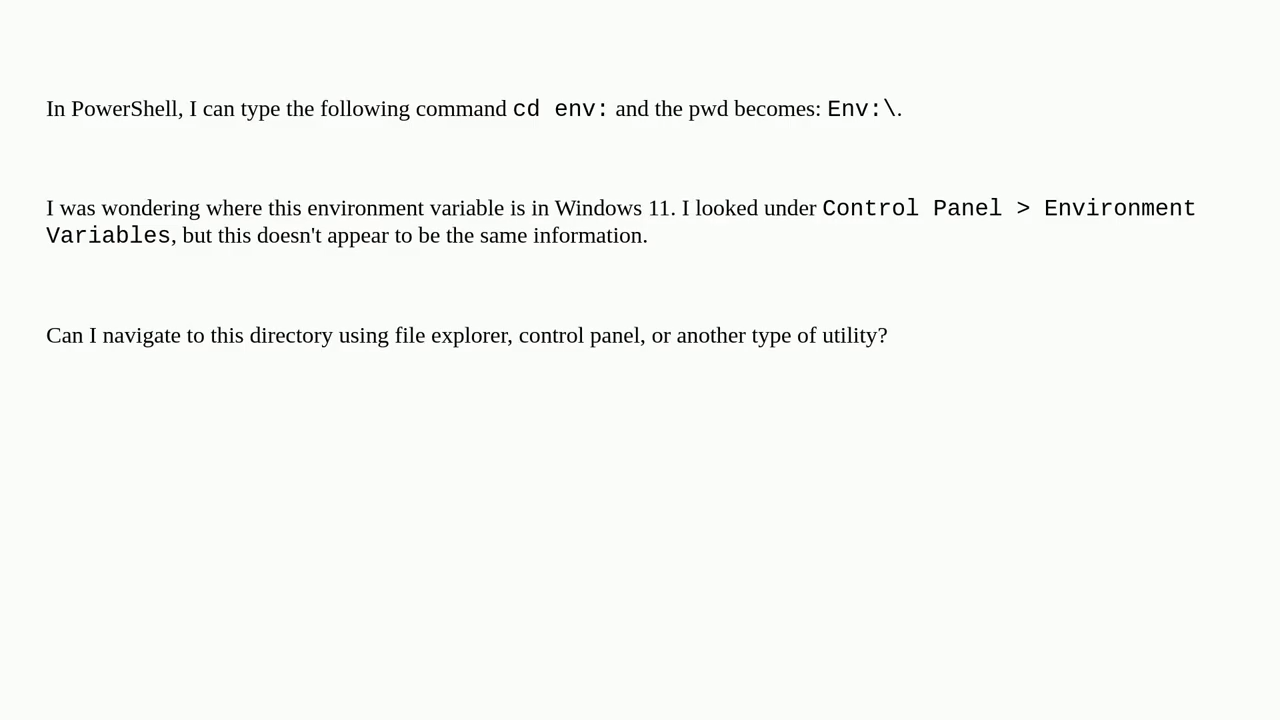 In PowerShell, I can type the following command cd env: and the pwd becomes: Env:\.
I was wondering where this environment variable is in Windows 11. I looked under Control Panel > Environment
Variables, but this doesn't appear to be the same information.
Can I navigate to this directory using file explorer, control panel, or another type of utility?